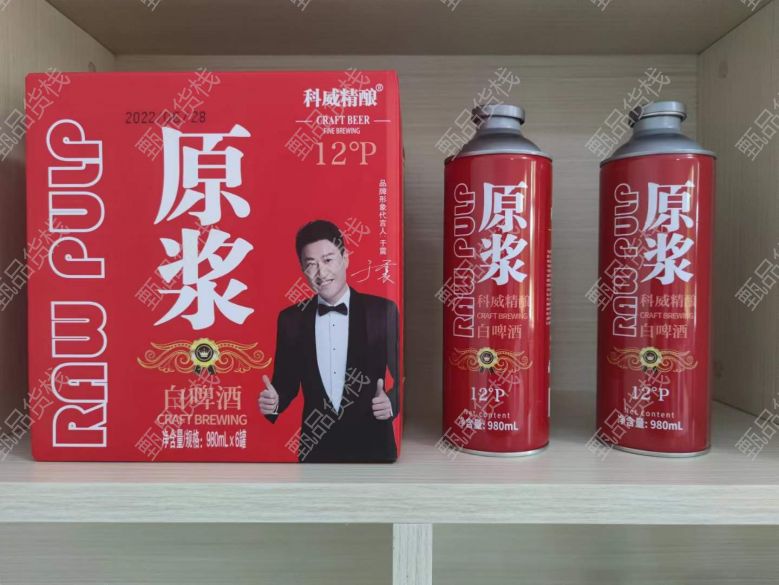 科威精酿®
CRAFT BEER
FINE BREWING
12°P
原浆
RAW PULP
品牌形象代言人：于震
白啤酒
CRAFT BREWING
净含量/规格：980mL×6罐
原浆
RAW PULP
科威精酿
CRAFT BREWING
白啤酒
12°P
Net content
净含量: 980mL
原浆
RAW PULP
科威精酿
CRAFT BREWING
白啤酒
12°P
Net content
净含量: 980mL
甄品货栈